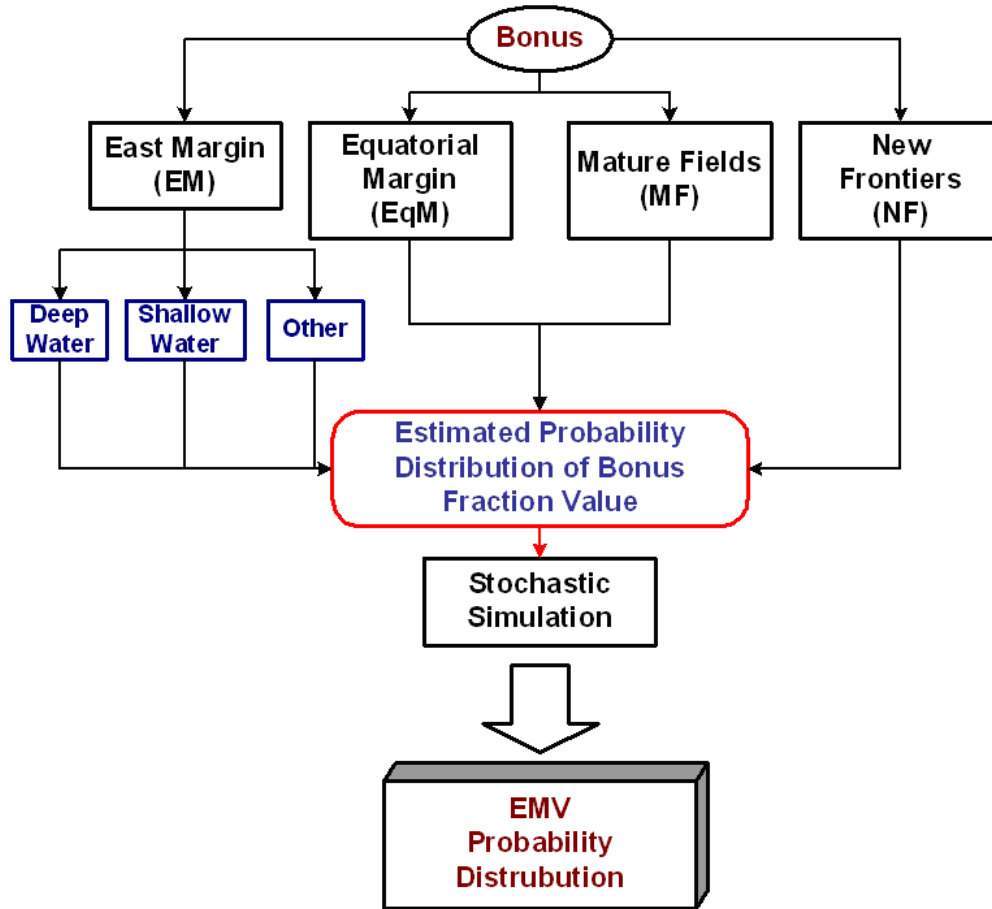 Bonus
East Margin
(EM)
Equatorial
Margin
(EqM)
Mature Fields
(MF)
New
Frontiers
(NF)
Deep
Water
Shallow
Water
Other
Estimated Probability
Distribution of Bonus
Fraction Value
Stochastic
Simulation
EMV
Probability
Distrubution